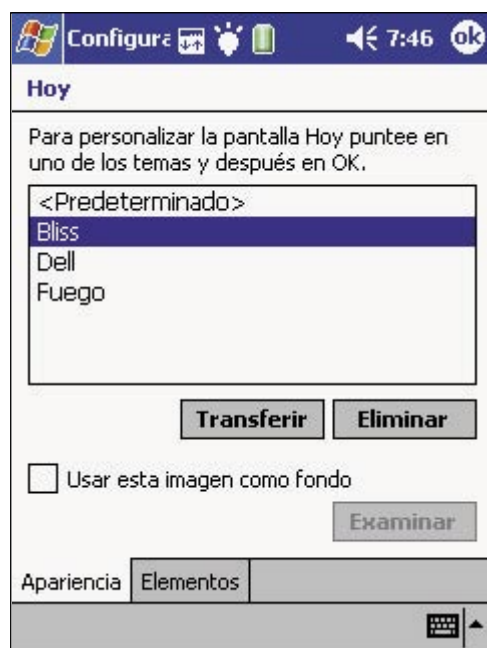 Configura 7:46 ok
Hoy
Para personalizar la pantalla Hoy puntee en
uno de los temas y después en OK.
<Predeterminado>
Bliss
Dell
Fuego
Transferir Eliminar
Usar esta imagen como fondo
Examinar
Apariencia Elementos